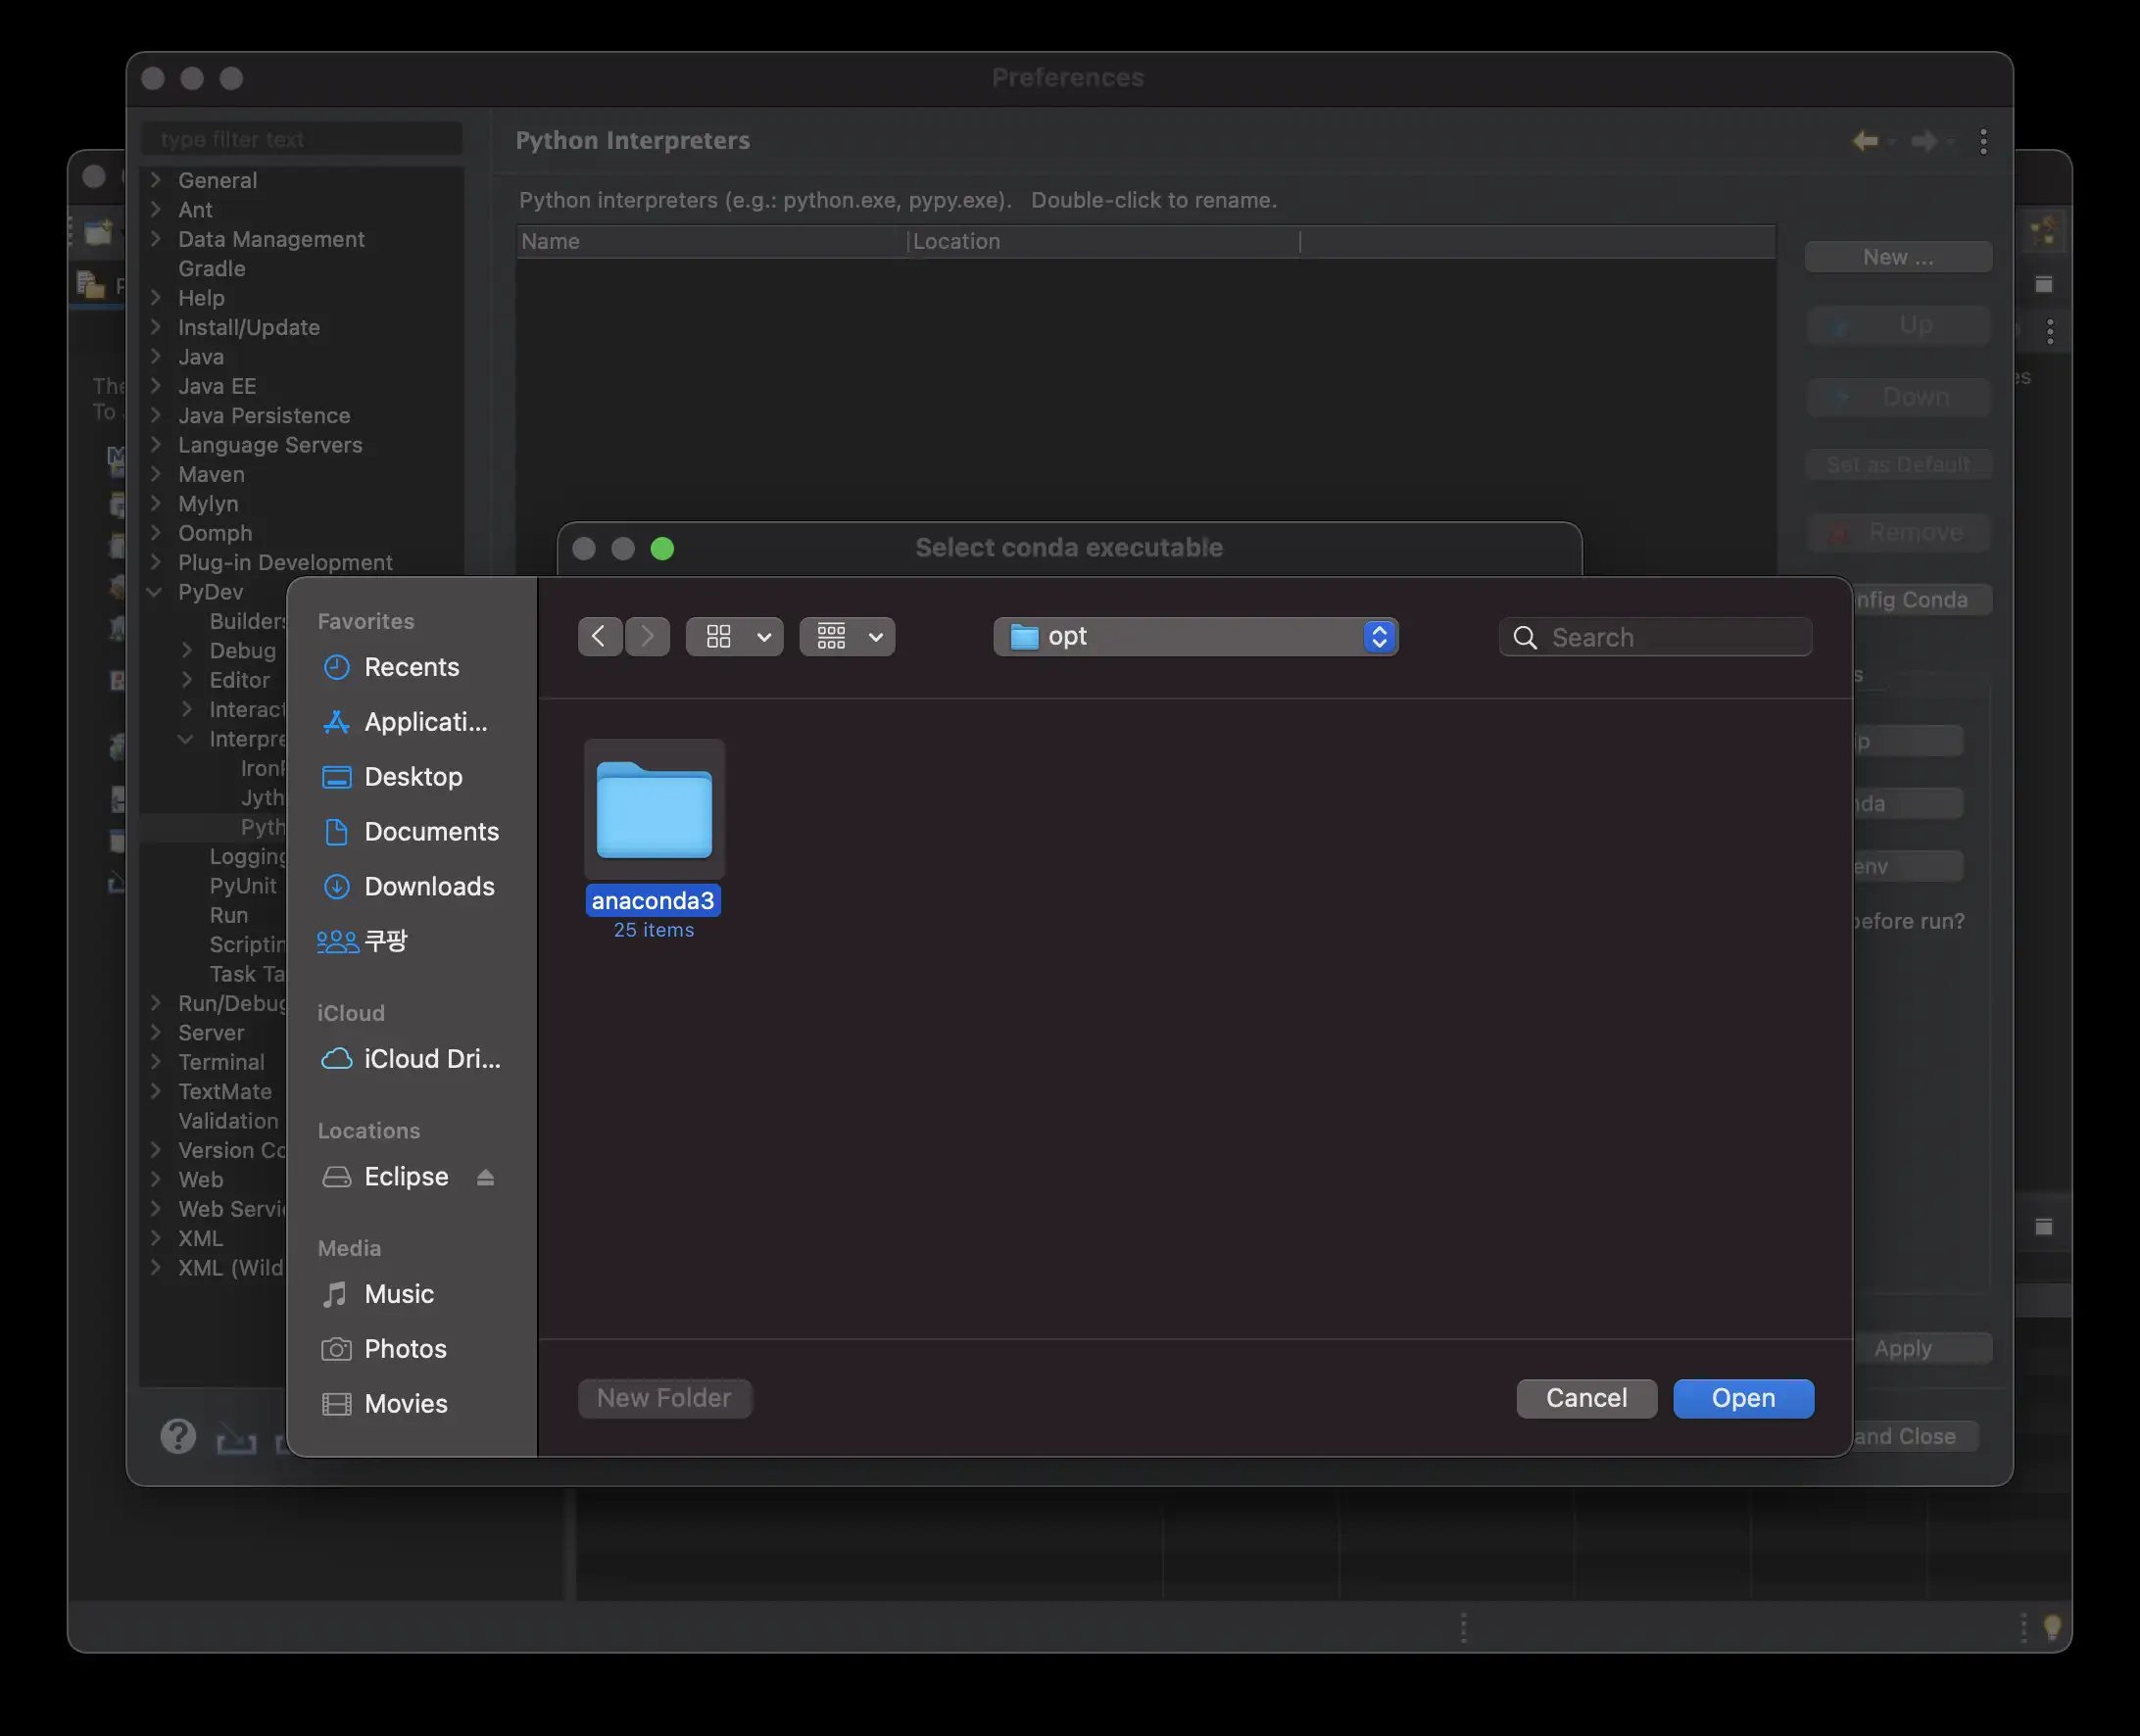 Preferences
type filter text
General
Ant
Data Management
Gradle
Help
Install/Update
Java
Java EE
Java Persistence
Language Servers
Maven
Mylyn
Oomph
Plug-in Development
PyDev
Builders
Debug
Editor
Interact
Interpre
Iron
Jyth
Pyth
Logging
PyUnit
Run
Scriptin
Task Ta
Run/Debug
Server
Terminal
TextMate
Validation
Version Co
Web
Web Servi
XML
XML (Wild
Python Interpreters
Python interpreters (e.g.: python.exe, pypy.exe).   Double-click to rename.
Name
Location
New ...
Up
Down
Set as Default
Remove
nfig Conda
s
p
nda
env
before run?
Apply
and Close
The
To
es
Select conda executable
Favorites
Recents
Applicati...
Desktop
Documents
Downloads
쿠팡
iCloud
iCloud Dri...
Locations
Eclipse
Media
Music
Photos
Movies
opt
Search
anaconda3
25 items
New Folder
Cancel
Open